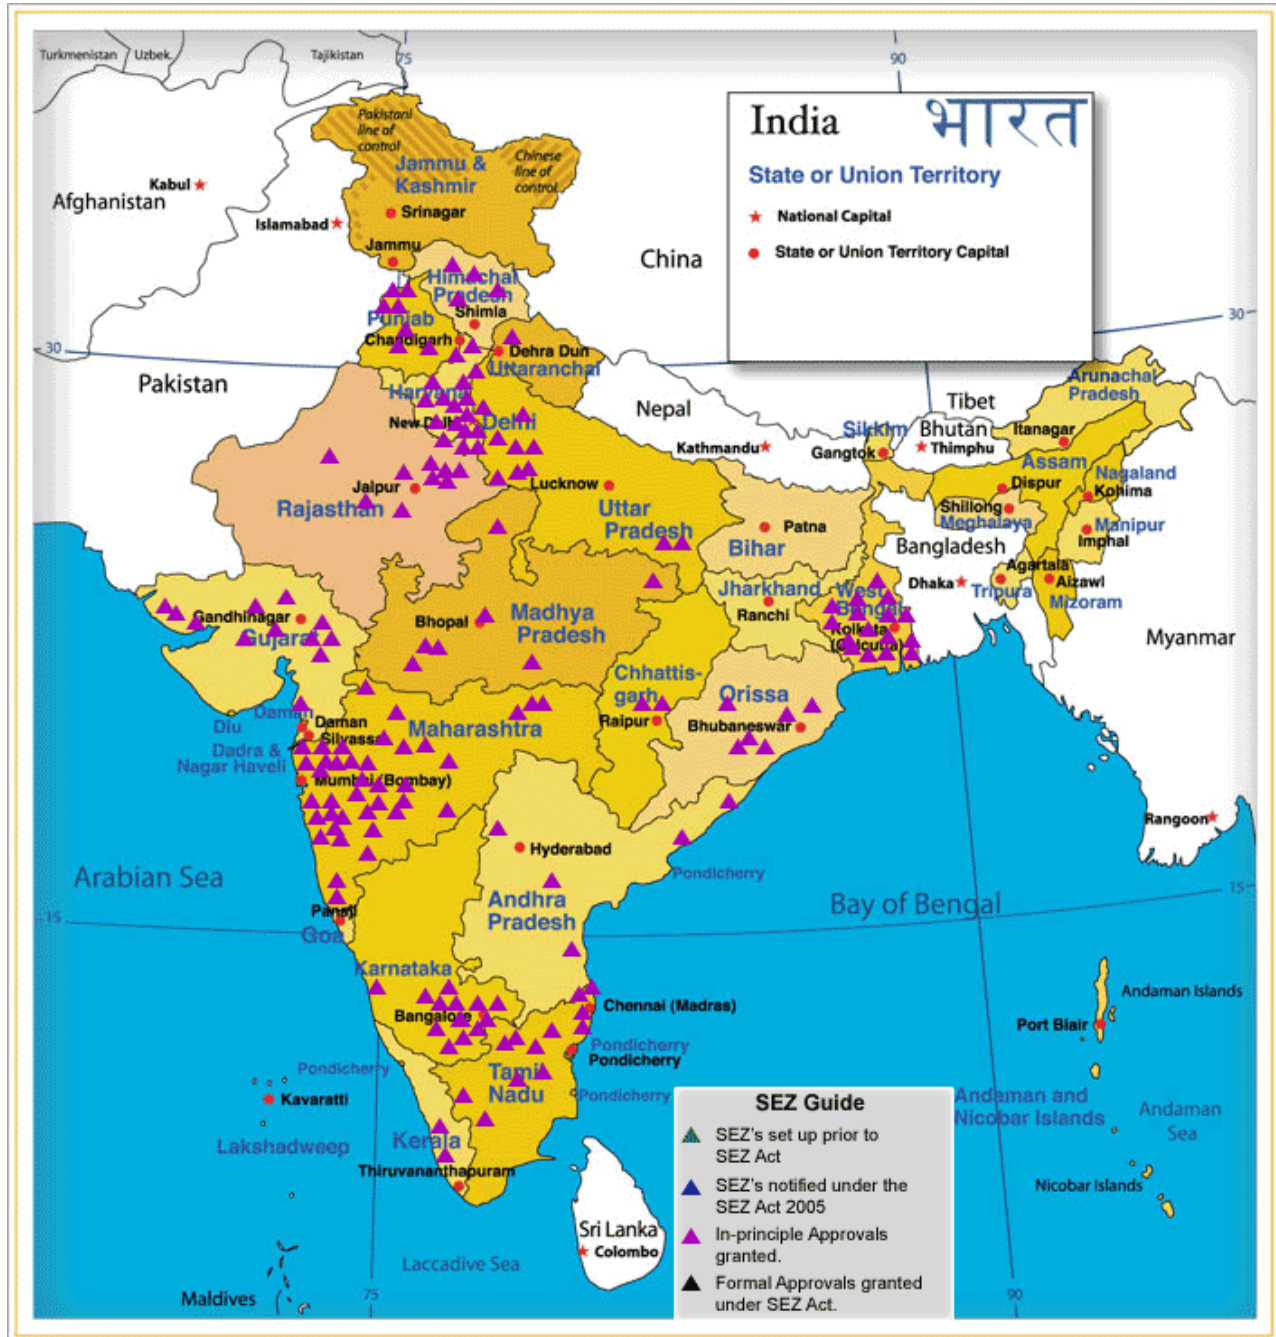 Turkmenistan
Uzbek.
Tajikistan
75
90
India भारत
State or Union Territory
National Capital
State or Union Territory Capital
Pakistani
line of
control
Chinese
line of
control
Jammu &
Kashmir
Kabul
Afghanistan
Srinagar
Islamabad
Jammu
China
Himachal
Pradesh
Shimla
Punjab
Chandigarh
30
30
Dehra Dun
Uttaranchal
Pakistan
Haryana
New Delhi
Delhi
Nepal
Kathmandu
Tibet
Arunachal
Pradesh
Sikkim
Bhutan
Itanagar
Gangtok
Thimphu
Assam
Nagaland
Dispur
Kohima
Jaipur
Rajasthan
Lucknow
Uttar
Pradesh
Patna
Bihar
Shillong
Meghalaya
Manipur
Imphal
Bangladesh
Dhaka
Agartala
Aizawl
Tripura
Mizoram
Jharkhand
Ranchi
West
Bengal
Kolkata
(Calcutta)
Gandhinagar
Gujarat
Bhopal
Madhya
Pradesh
Myanmar
Chhattis-
garh
Raipur
Orissa
Bhubaneswar
Daman
Diu
Daman
Silvassa
Dadra &
Nagar Haveli
Maharashtra
Mumbai (Bombay)
Rangoon
Hyderabad
Arabian Sea
Pondicherry
Andhra
Pradesh
Bay of Bengal
15
15
Panaji
Goa
Karnataka
Bangalore
Chennai (Madras)
Andaman Islands
Port Blair
Pondicherry
Pondicherry
Pondicherry
Tamil
Nadu
Pondicherry
Kavaratti
Lakshadweep
Kerala
Thiruvananthapuram
Andaman and
Nicobar Islands
Andaman
Sea
Nicobar Islands
SEZ Guide
SEZ's set up prior to
SEZ Act
SEZ's notified under the
SEZ Act 2005
In-principle Approvals
granted.
Formal Approvals granted
under SEZ Act.
Sri Lanka
Colombo
Laccadive Sea
Maldives
75
90